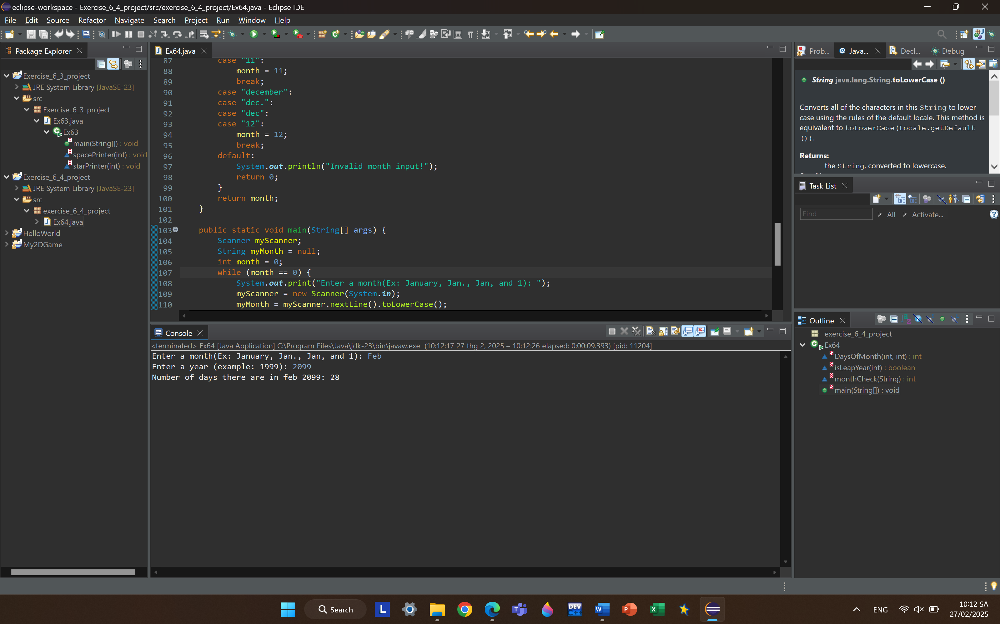 eclipse-workspace - Exercise_6_4_project/src/exercise_6_4_project/Ex64.java - Eclipse IDE
File Edit Source Refactor Navigate Search Project Run Window Help
Package Explorer
Exercise_6_3_project
JRE System Library [JavaSE-23]
src
Exercise_6_3_project
Ex63.java
Ex63
main(String[]) : void
spacePrinter(int) : void
starPrinter(int) : void
Exercise_6_4_project
JRE System Library [JavaSE-23]
src
exercise_6_4_project
Ex64.java
HelloWorld
My2DGame
Ex64.java
87 case "11":
88 month = 11;
89 break;
90 case "december":
91 case "dec.":
92 case "dec":
93 case "12":
94 month = 12;
95 break;
96 default:
97 System.out.println("Invalid month input!");
98 return 0;
99 }
100 return month;
101 }
102
103 public static void main(String[] args) {
104 Scanner myScanner;
105 String myMonth = null;
106 int month = 0;
107 while (month == 0) {
108 System.out.print("Enter a month(Ex: January, Jan., Jan, and 1): ");
109 myScanner = new Scanner(System.in);
110 myMonth = myScanner.nextLine().toLowerCase();
Console
<terminated> Ex64 [Java Application] C:\Program Files\Java\jdk-23\bin\javaw.exe (10:12:17 27 thg 2, 2025 – 10:12:26 elapsed: 0:00:09.393) [pid: 11204]
Enter a month(Ex: January, Jan., Jan, and 1): Feb
Enter a year (example: 1999): 2099
Number of days there are in feb 2099: 28
Prob... @ Java... Decl... Debug
String java.lang.String.toLowerCase ()
Converts all of the characters in this String to lower
case using the rules of the default locale. This method is
equivalent to toLowerCase(Locale.getDefault
()).
Returns:
the String, converted to lowercase.
Task List
Find All Activate...
Outline
exercise_6_4_project
Ex64
DaysOfMonth(int, int) : int
isLeapYear(int) : boolean
monthCheck(String) : int
main(String[]) : void
Search
L
DEV
C++
ENG
10:12 SA
27/02/2025